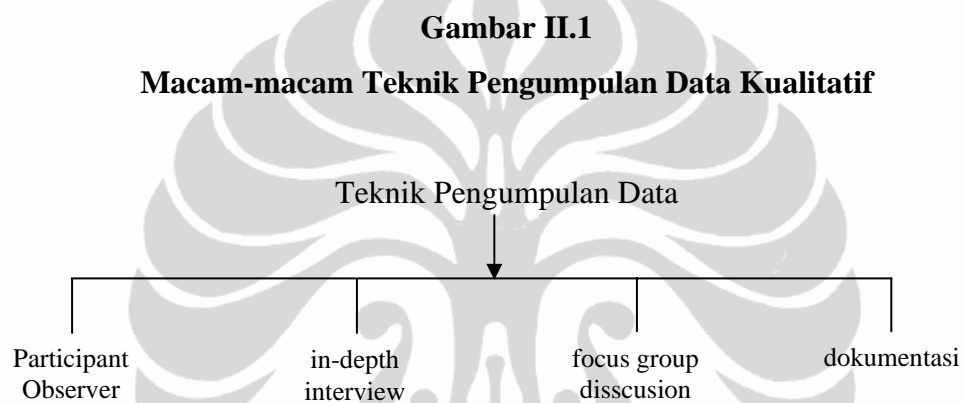 Gambar II.1
Macam-macam Teknik Pengumpulan Data Kualitatif
Teknik Pengumpulan Data
Participant
Observer
in-depth
interview
focus group
disscusion
dokumentasi